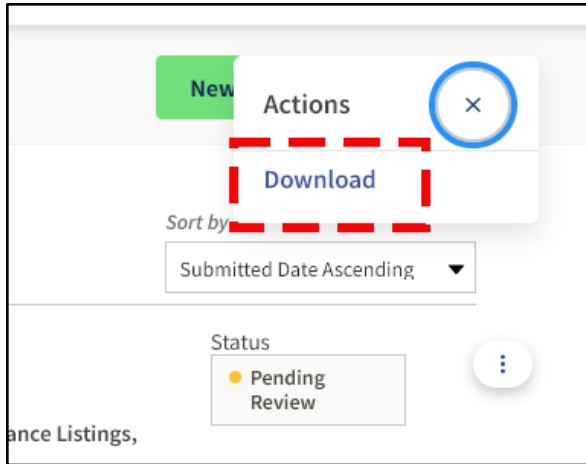 New
Actions
Download
Sort by
Submitted Date Ascending
Status
Pending
Review
ance Listings,